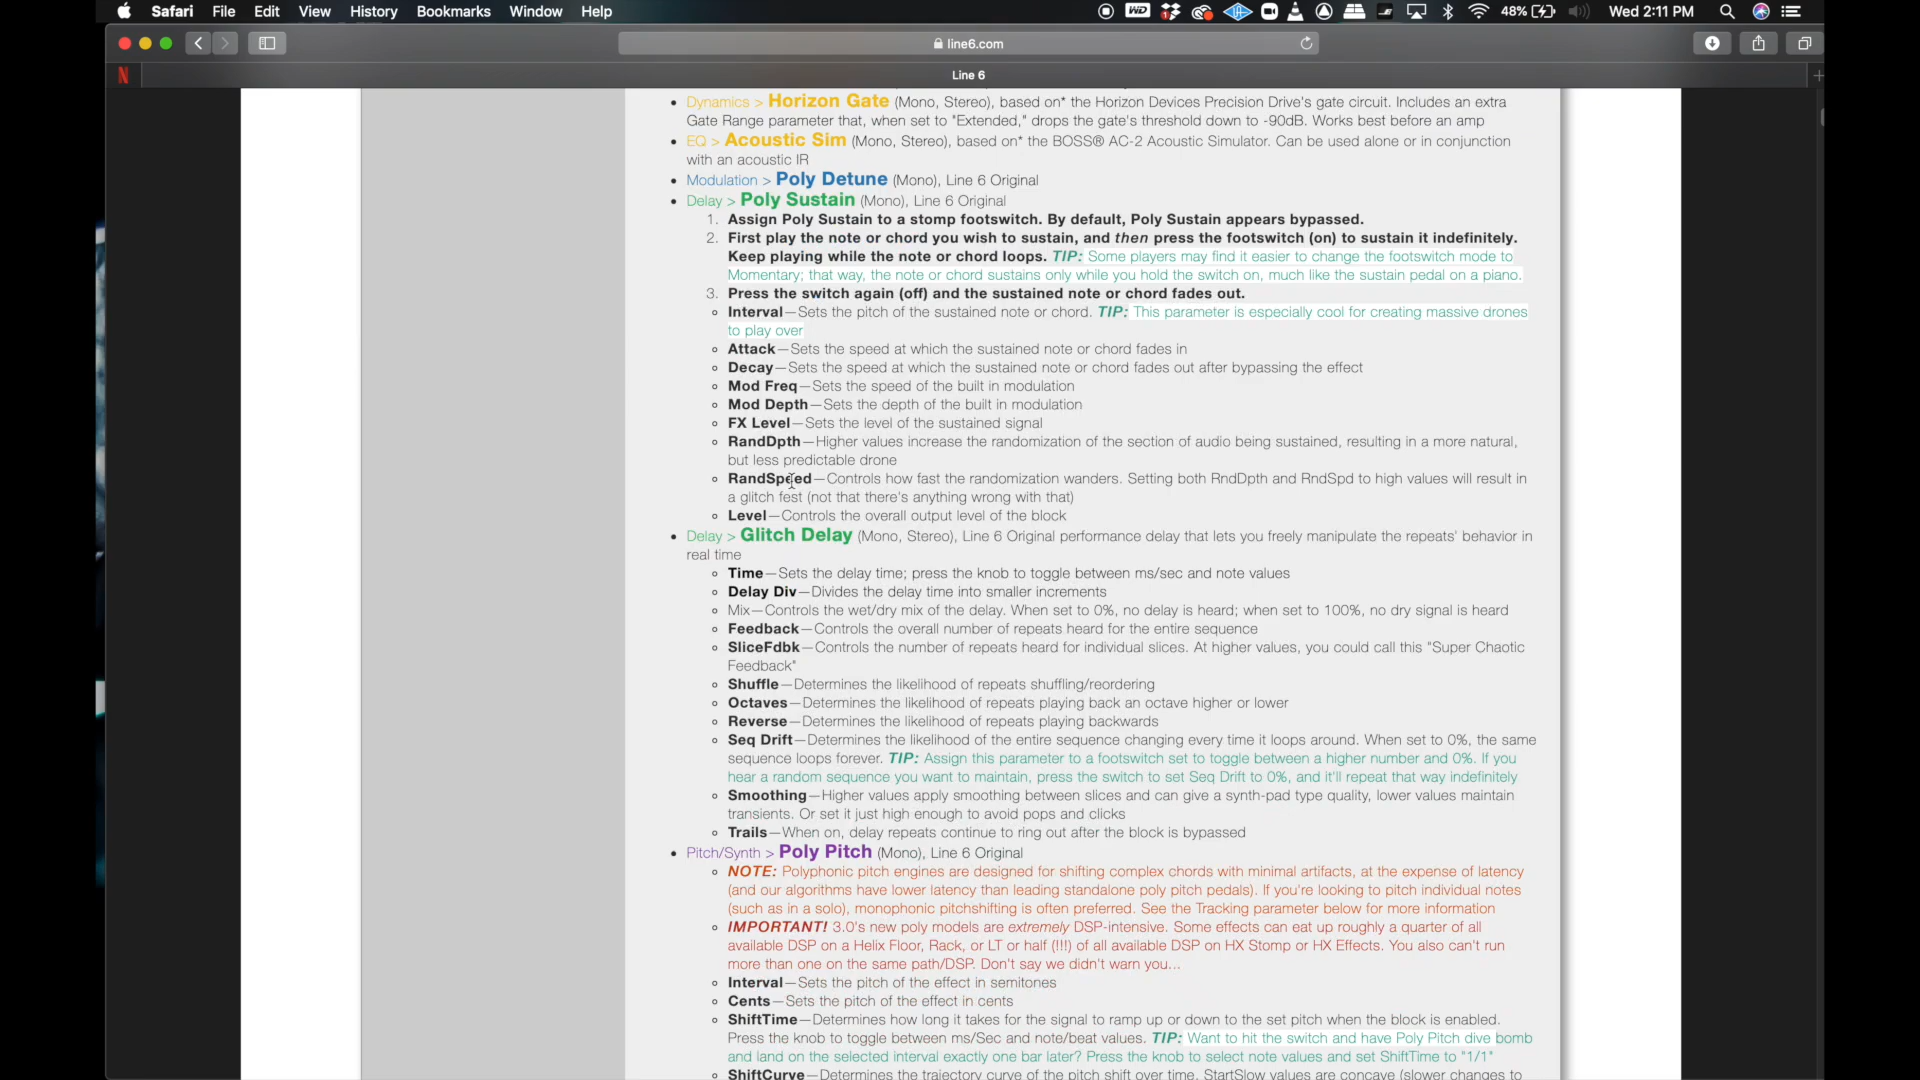 Safari File Edit View History Bookmarks Window Help 48% Wed 2:11 PM
line6.com
Line 6
• Dynamics > Horizon Gate (Mono, Stereo), based on* the Horizon Devices Precision Drive's gate circuit. Includes an extra
Gate Range parameter that, when set to "Extended," drops the gate's threshold down to -90dB. Works best before an amp
• EQ > Acoustic Sim (Mono, Stereo), based on* the BOSS® AC-2 Acoustic Simulator. Can be used alone or in conjunction
with an acoustic IR
• Modulation > Poly Detune (Mono), Line 6 Original
• Delay > Poly Sustain (Mono), Line 6 Original
1. Assign Poly Sustain to a stomp footswitch. By default, Poly Sustain appears bypassed.
2. First play the note or chord you wish to sustain, and then press the footswitch (on) to sustain it indefinitely.
Keep playing while the note or chord loops. TIP: Some players may find it easier to change the footswitch mode to
Momentary; that way, the note or chord sustains only while you hold the switch on, much like the sustain pedal on a piano.
3. Press the switch again (off) and the sustained note or chord fades out.
◦ Interval—Sets the pitch of the sustained note or chord. TIP: This parameter is especially cool for creating massive drones
to play over
◦ Attack—Sets the speed at which the sustained note or chord fades in
◦ Decay—Sets the speed at which the sustained note or chord fades out after bypassing the effect
◦ Mod Freq—Sets the speed of the built in modulation
◦ Mod Depth—Sets the depth of the built in modulation
◦ FX Level—Sets the level of the sustained signal
◦ RandDpth—Higher values increase the randomization of the section of audio being sustained, resulting in a more natural,
but less predictable drone
◦ RandSpeed—Controls how fast the randomization wanders. Setting both RndDpth and RndSpd to high values will result in
a glitch fest (not that there's anything wrong with that)
◦ Level—Controls the overall output level of the block
• Delay > Glitch Delay (Mono, Stereo), Line 6 Original performance delay that lets you freely manipulate the repeats' behavior in
real time
◦ Time—Sets the delay time; press the knob to toggle between ms/sec and note values
◦ Delay Div—Divides the delay time into smaller increments
◦ Mix—Controls the wet/dry mix of the delay. When set to 0%, no delay is heard; when set to 100%, no dry signal is heard
◦ Feedback—Controls the overall number of repeats heard for the entire sequence
◦ SliceFdbk—Controls the number of repeats heard for individual slices. At higher values, you could call this "Super Chaotic
Feedback"
◦ Shuffle—Determines the likelihood of repeats shuffling/reordering
◦ Octaves—Determines the likelihood of repeats playing back an octave higher or lower
◦ Reverse—Determines the likelihood of repeats playing backwards
◦ Seq Drift—Determines the likelihood of the entire sequence changing every time it loops around. When set to 0%, the same
sequence loops forever. TIP: Assign this parameter to a footswitch set to toggle between a higher number and 0%. If you
hear a random sequence you want to maintain, press the switch to set Seq Drift to 0%, and it'll repeat that way indefinitely
◦ Smoothing—Higher values apply smoothing between slices and can give a synth-pad type quality, lower values maintain
transients. Or set it just high enough to avoid pops and clicks
◦ Trails—When on, delay repeats continue to ring out after the block is bypassed
• Pitch/Synth > Poly Pitch (Mono), Line 6 Original
◦ NOTE: Polyphonic pitch engines are designed for shifting complex chords with minimal artifacts, at the expense of latency
(and our algorithms have lower latency than leading standalone poly pitch pedals). If you're looking to pitch individual notes
(such as in a solo), monophonic pitchshifting is often preferred. See the Tracking parameter below for more information
◦ IMPORTANT! 3.0's new poly models are extremely DSP-intensive. Some effects can eat up roughly a quarter of all
available DSP on a Helix Floor, Rack, or LT or half (!!!) of all available DSP on HX Stomp or HX Effects. You also can't run
more than one on the same path/DSP. Don't say we didn't warn you...
◦ Interval—Sets the pitch of the effect in semitones
◦ Cents—Sets the pitch of the effect in cents
◦ ShiftTime—Determines how long it takes for the signal to ramp up or down to the set pitch when the block is enabled.
Press the knob to toggle between ms/Sec and note/beat values. TIP: Want to hit the switch and have Poly Pitch dive bomb
and land on the selected interval exactly one bar later? Press the knob to select note values and set ShiftTime to "1/1"
◦ ShiftCurve—Determines the trajectory curve of the pitch shift over time. StartSlow values are concave (slower changes to